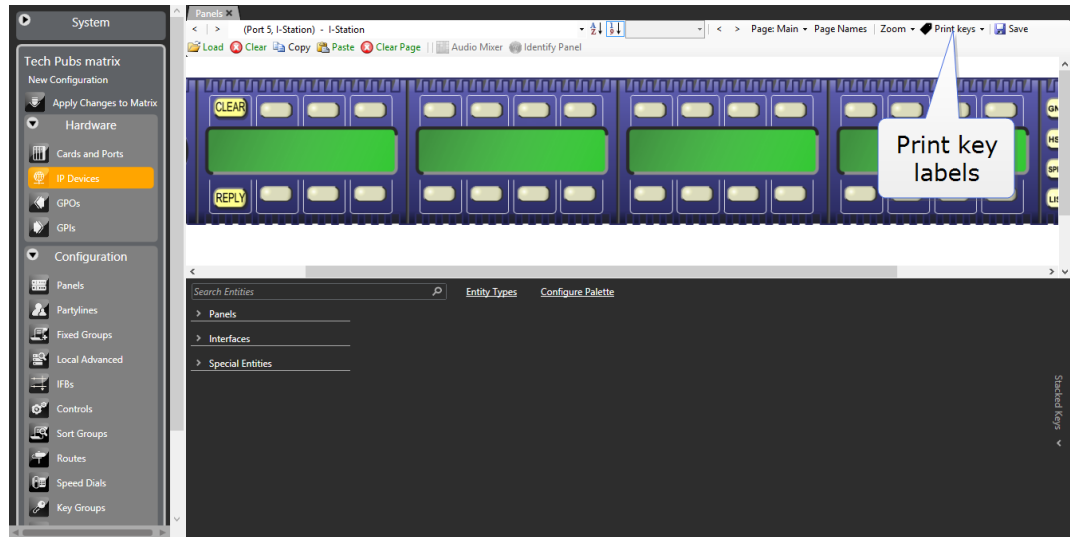 System
Tech Pubs matrix
New Configuration
Apply Changes to Matrix
Hardware
Cards and Ports
IP Devices
GPOs
GPIs
Configuration
Panels
Partylines
Fixed Groups
Local Advanced
IFBs
Controls
Sort Groups
Routes
Speed Dials
Key Groups
Panels
(Port 5, I-Station) - I-Station
Page: Main
Page Names
Zoom
Print keys
Save
Load
Clear
Copy
Paste
Clear Page
Audio Mixer
Identify Panel
CLEAR
REPLY
Print key
labels
Search Entities
Entity Types
Configure Palette
Panels
Interfaces
Special Entities
Stacked Keys